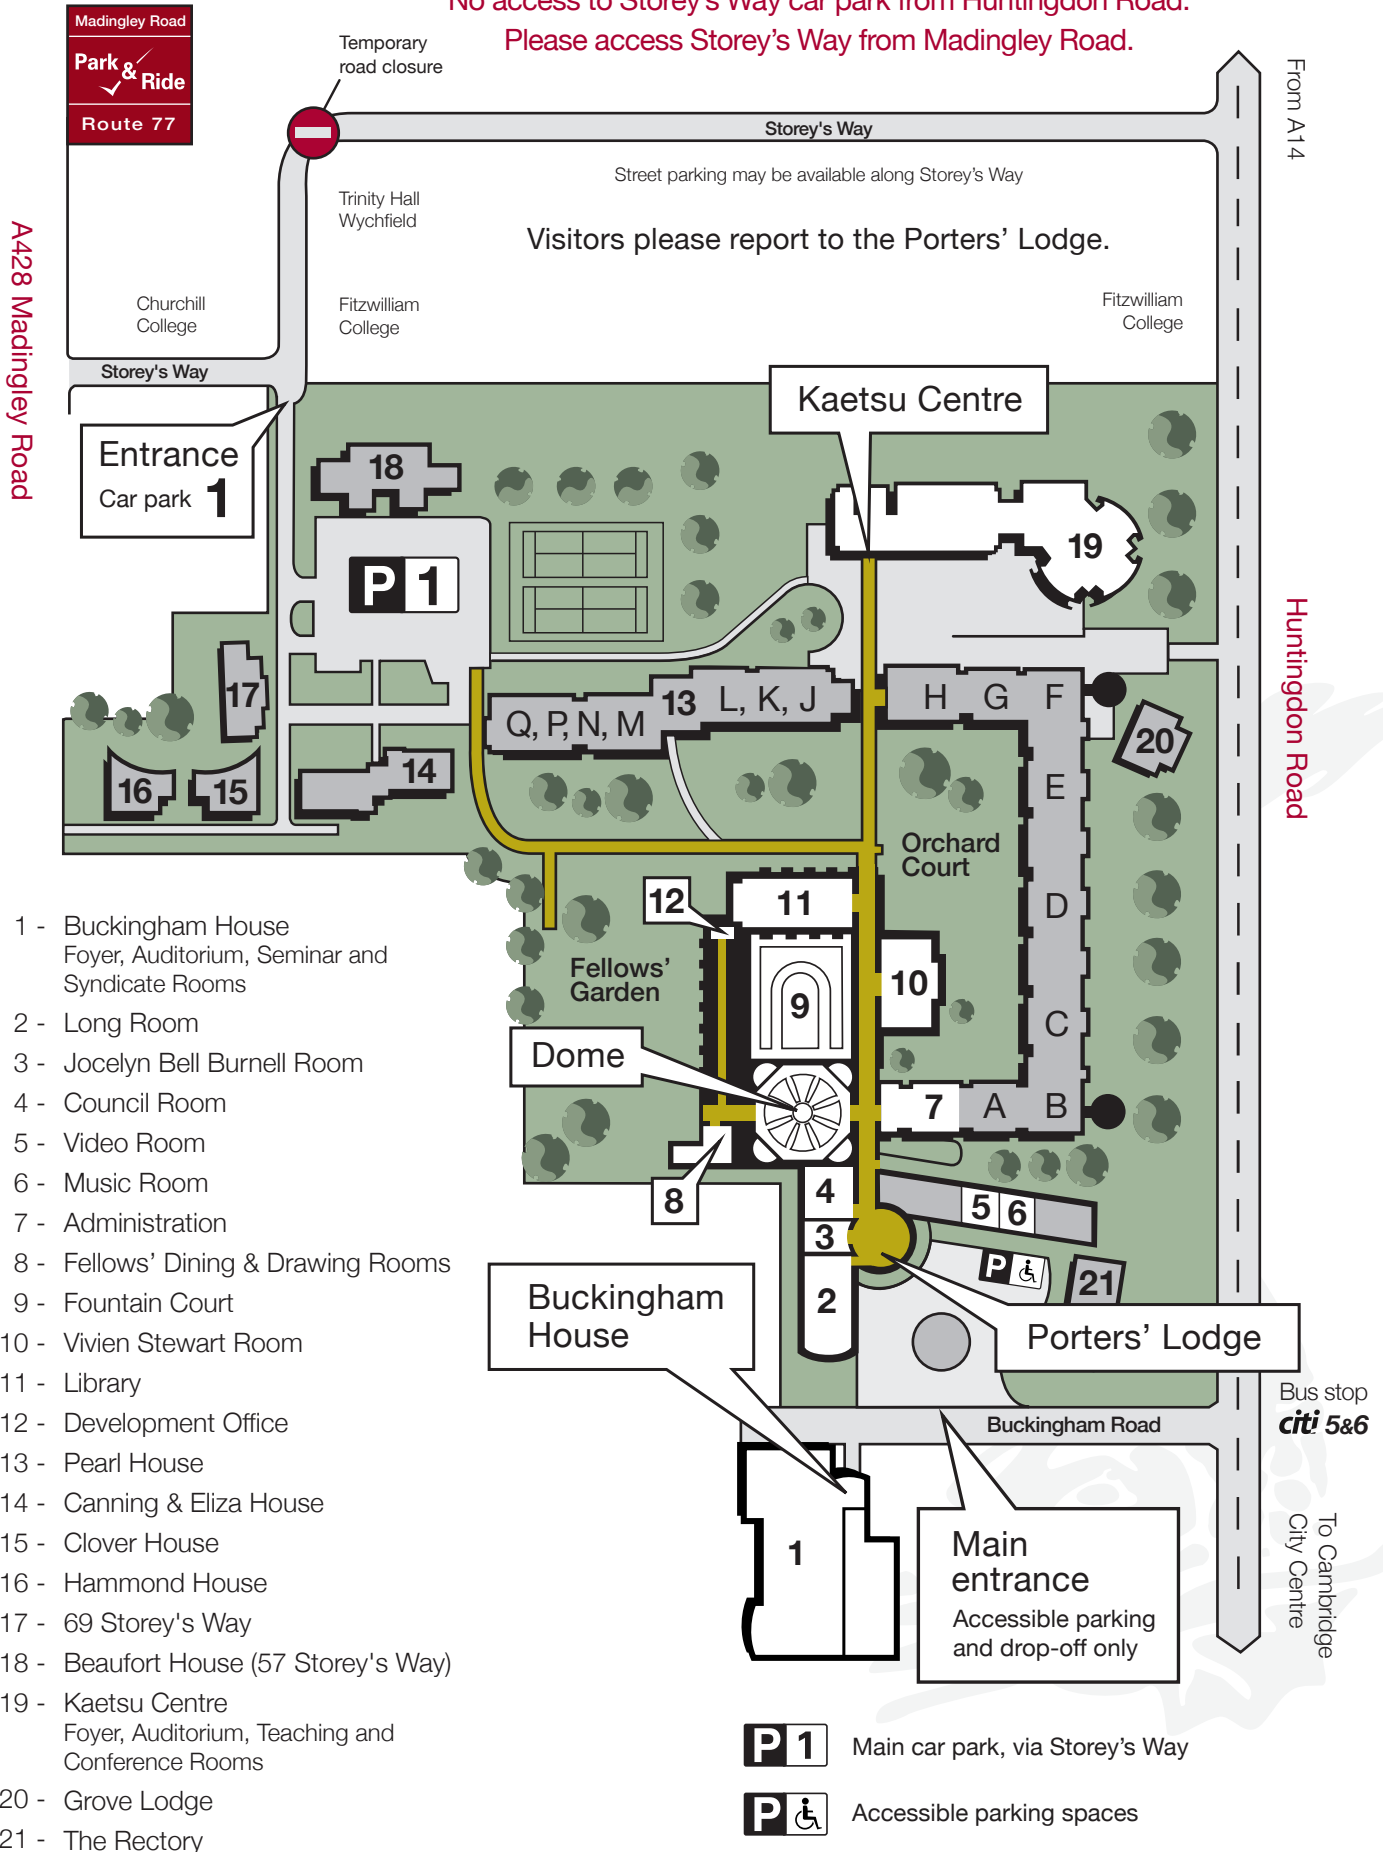 No access to Storey's Way car park from Huntingdon Road.
Please access Storey's Way from Madingley Road.
Madingley Road
Park & Ride
Route 77
Temporary
road closure
From A14
Storey's Way
Street parking may be available along Storey's Way
Trinity Hall
Wychfield
Visitors please report to the Porters' Lodge.
A428 Madingley Road
Churchill
College
Fitzwilliam
College
Fitzwilliam
College
Storey's Way
Kaetsu Centre
Entrance
Car park 1
18
19
P 1
Huntingdon Road
17
Q, P, N, M
13
L, K, J
H
G
F
20
16
15
14
E
Orchard
Court
12
11
D
Fellows'
Garden
10
9
C
Dome
7
A
B
8
4
5
6
3
P
21
2
Buckingham
House
Porters' Lodge
Bus stop
citi 5&6
Buckingham Road
1
Main
entrance
Accessible parking
and drop-off only
To Cambridge
City Centre
1 - Buckingham House
Foyer, Auditorium, Seminar and
Syndicate Rooms
2 - Long Room
3 - Jocelyn Bell Burnell Room
4 - Council Room
5 - Video Room
6 - Music Room
7 - Administration
8 - Fellows' Dining & Drawing Rooms
9 - Fountain Court
10 - Vivien Stewart Room
11 - Library
12 - Development Office
13 - Pearl House
14 - Canning & Eliza House
15 - Clover House
16 - Hammond House
17 - 69 Storey's Way
18 - Beaufort House (57 Storey's Way)
19 - Kaetsu Centre
Foyer, Auditorium, Teaching and
Conference Rooms
20 - Grove Lodge
21 - The Rectory
P 1 Main car park, via Storey's Way
P Accessible parking spaces